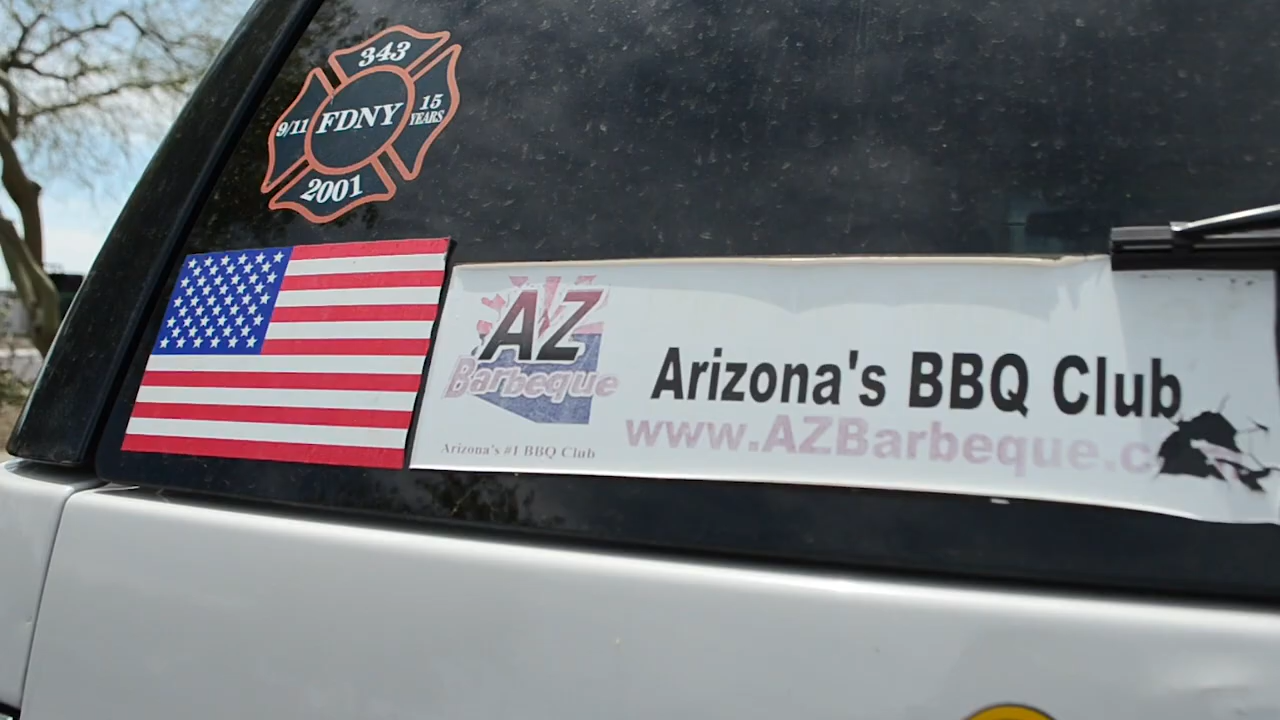 343
9/11 FDNY 15 YEARS
2001
AZ
Barbeque
Arizona's #1 BBQ Club
Arizona's BBQ Club
www.AZBarbeque.c